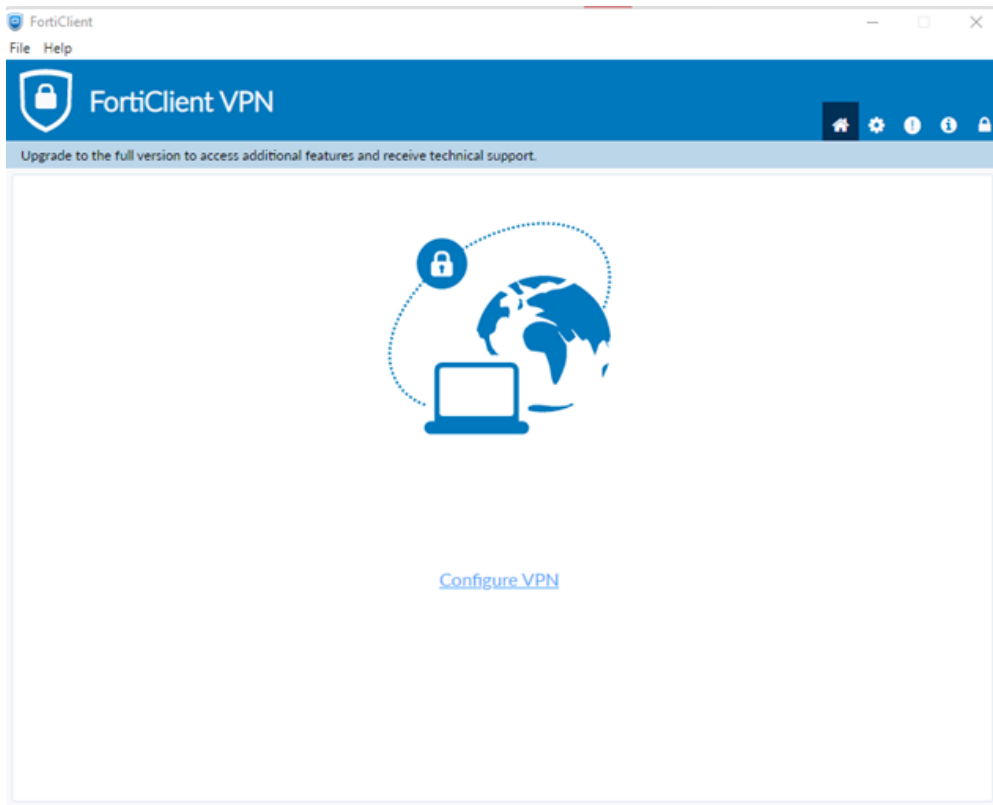 FortiClient
File Help
FortiClient VPN
Upgrade to the full version to access additional features and receive technical support.
Configure VPN